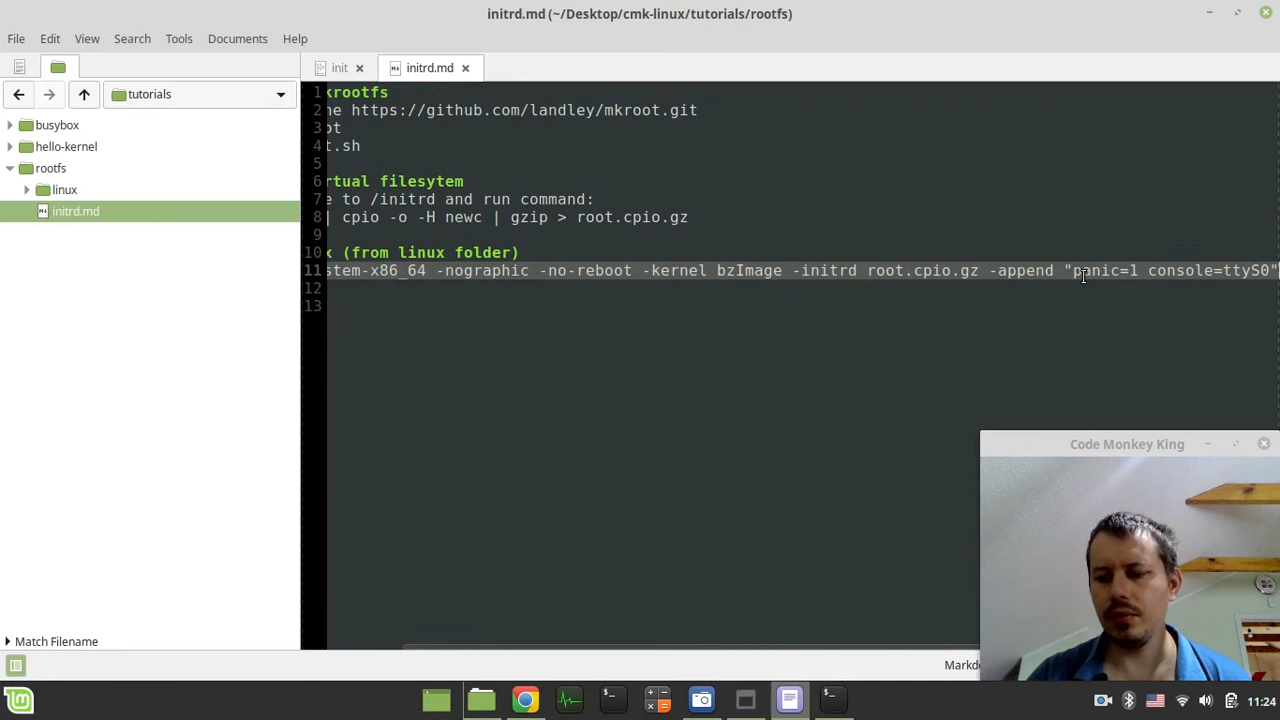 initrd.md (~/Desktop/cmk-linux/tutorials/rootfs)
File Edit View Search Tools Documents Help
init
initrd.md
tutorials
busybox
hello-kernel
rootfs
linux
initrd.md
1 krootfs
2 ne https://github.com/landley/mkroot.git
3 ot
4 t.sh
5
6 rtual filesytem
7 e to /initrd and run command:
8 | cpio -o -H newc | gzip > root.cpio.gz
9
10 x (from linux folder)
11 stem-x86_64 -nographic -no-reboot -kernel bzImage -initrd root.cpio.gz -append "panic=1 console=ttyS0"
12
13
Code Monkey King
Match Filename
Markdo
11:24